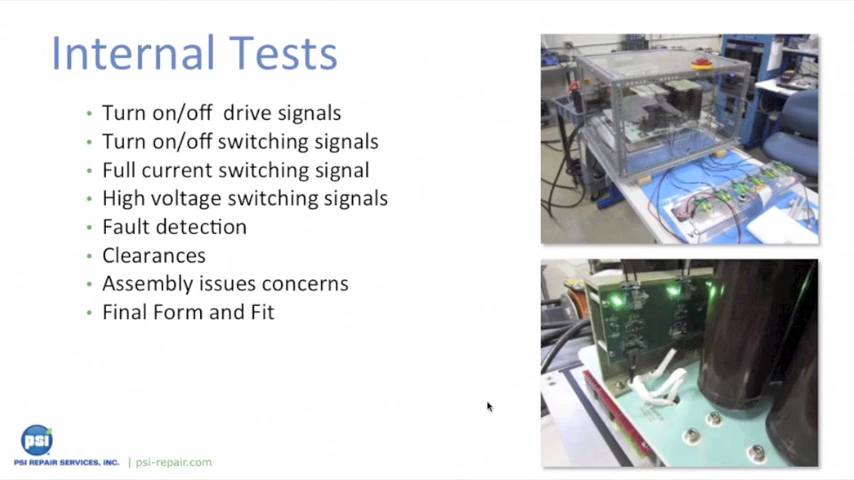 Internal Tests
• Turn on/off drive signals
• Turn on/off switching signals
• Full current switching signal
• High voltage switching signals
• Fault detection
• Clearances
• Assembly issues concerns
• Final Form and Fit
psi
PSI REPAIR SERVICES, INC. | psi-repair.com